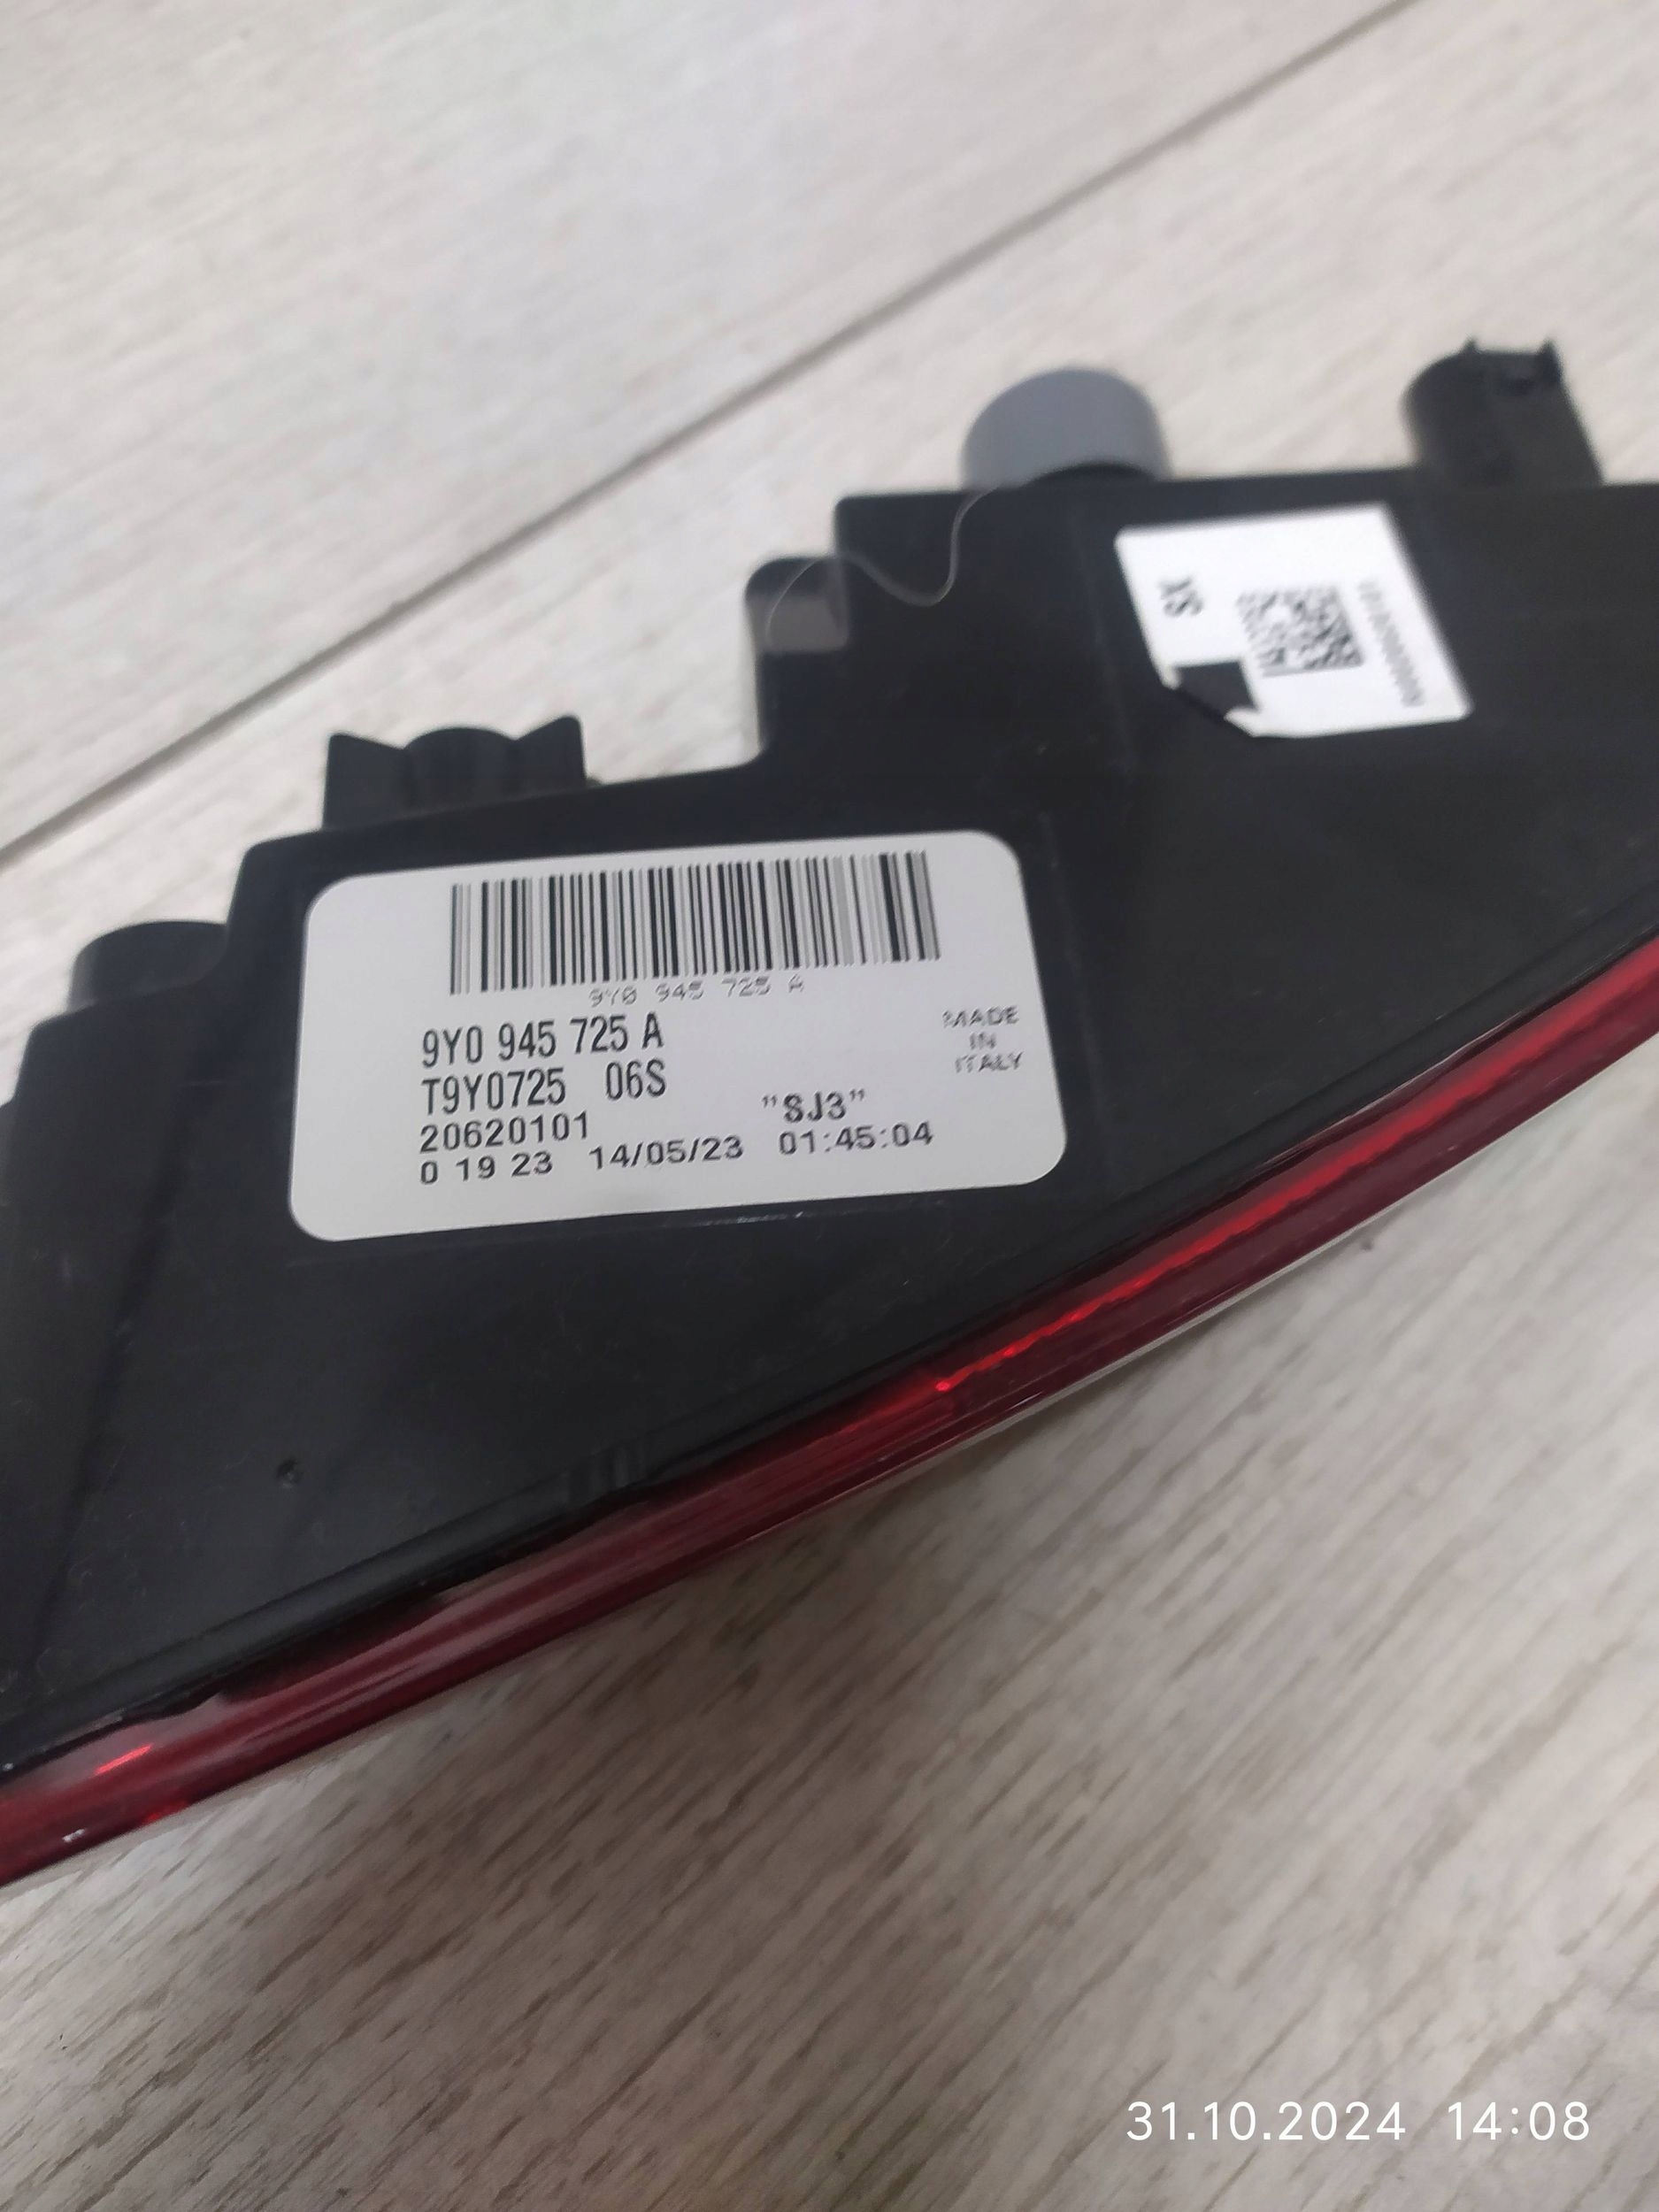 9Y0 945 725 A
9Y0 945 725 A
T9Y0725 06S
20620101
0 19 23 14/05/23 01:45:04
"SJ3"
MADE
IN
ITALY
SX
31.10.2024 14:08